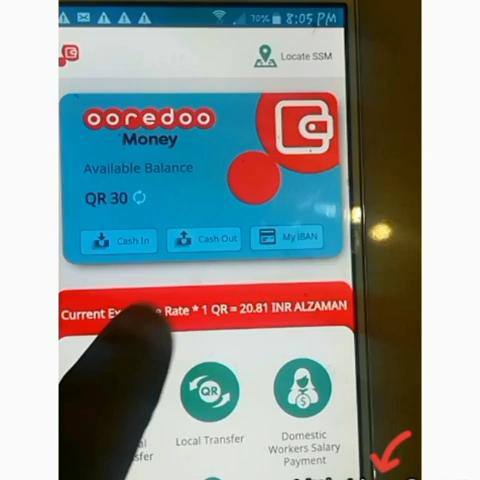 70% 8:05 PM
Locate SSM
ooredoo
Money
Available Balance
QR 30
Cash In
Cash Out
My iBAN
Current Rate * 1 QR = 20.81 INR ALZAMAN
QR
Local Transfer
Domestic
Workers Salary
Payment